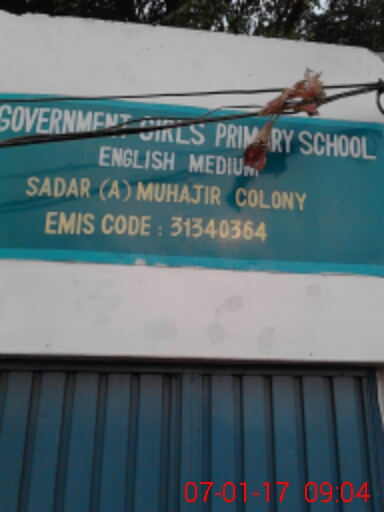 GOVERNMENT GIRLS PRIMARY SCHOOL
ENGLISH MEDIUM
SADAR (A) MUHAJIR COLONY
EMIS CODE : 31340364
07-01-17 09:04